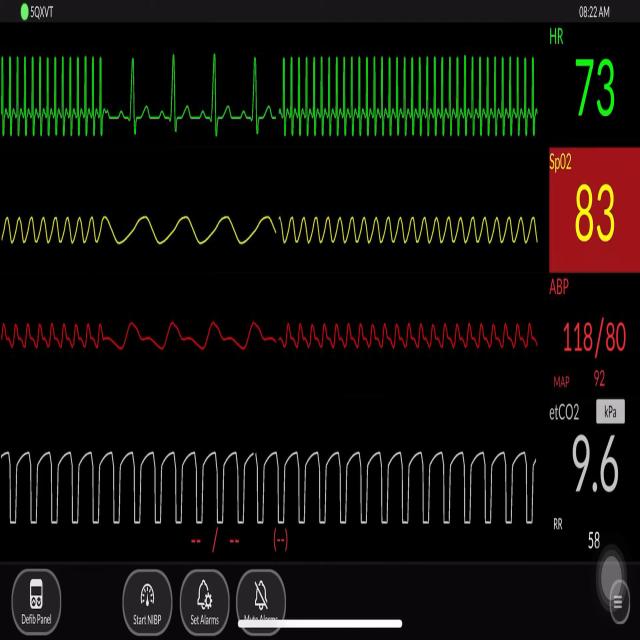 5QXVT
08:22 AM
HR
73
SpO2
83
ABP
118/80
MAP 92
etCO2 kPa
9.6
RR
58
-- / -- (--)
Defib Panel
Start NIBP
Set Alarms
Mute Alarms